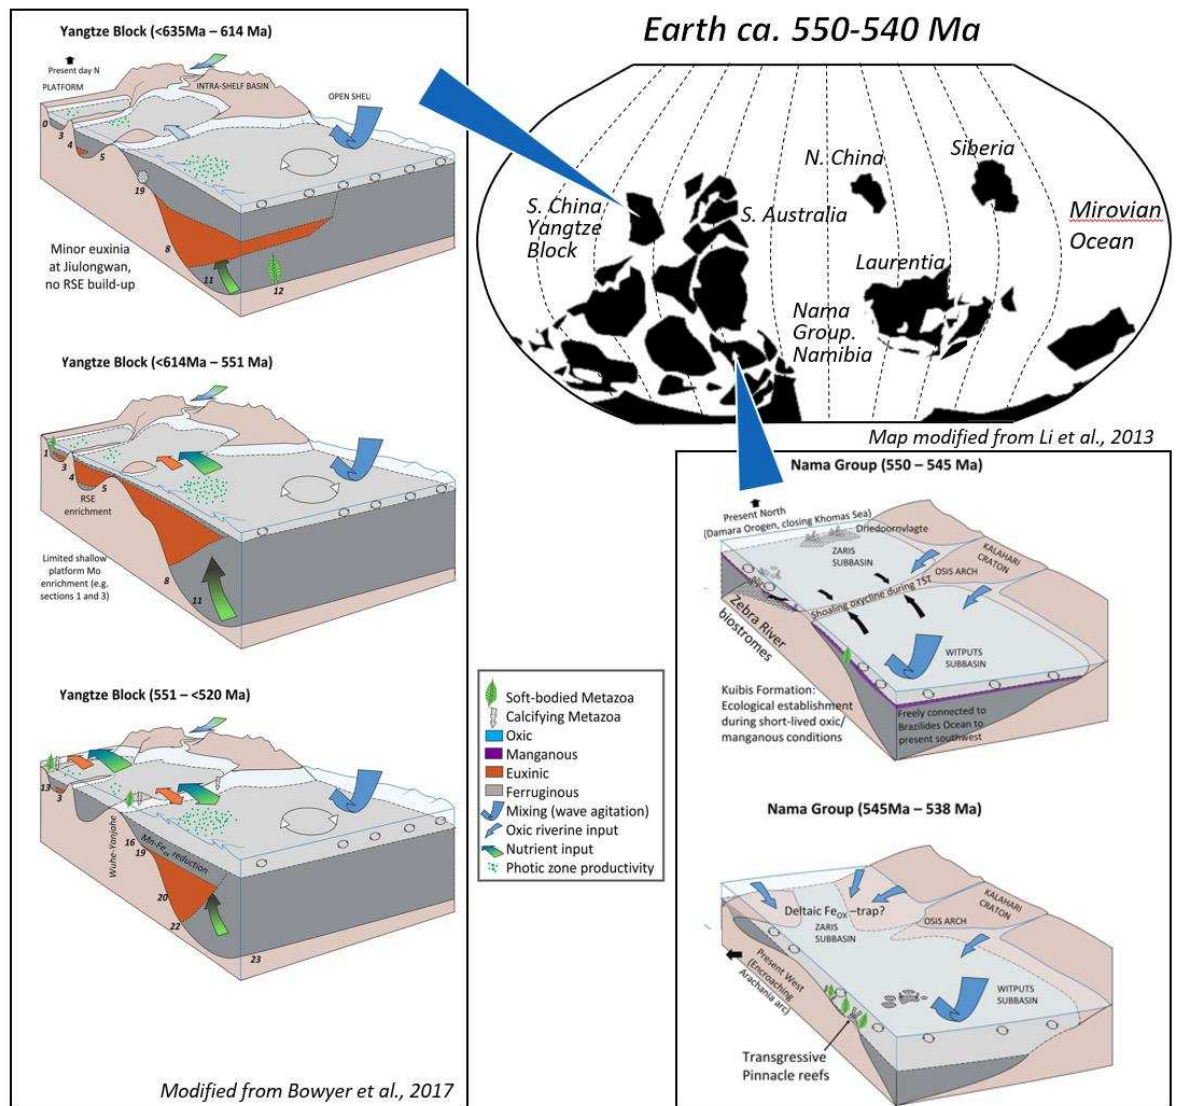 Earth ca. 550-540 Ma
Yangtze Block (<635Ma – 614 Ma)
Present day N
PLATFORM
INTRA-SHELF BASIN
OPEN SHELF
0
3
4
5
19
8
11
12
Minor euxinia
at Jiulongwan,
no RSE build-up
Yangtze Block (<614Ma – 551 Ma)
1
3
4
5
RSE
enrichment
Limited shallow
platform Mo
enrichment (e.g.
sections 1 and 3)
8
11
Yangtze Block (551 – <520 Ma)
13
3
Wuhe-Yanjiahe
16
19
Mn-Feox reduction
20
22
23
Modified from Bowyer et al., 2017
S. China
Yangtze
Block
S. Australia
N. China
Siberia
Mirovian
Ocean
Laurentia
Nama
Group.
Namibia
Map modified from Li et al., 2013
Soft-bodied Metazoa
Calcifying Metazoa
Oxic
Manganous
Euxinic
Ferruginous
Mixing (wave agitation)
Oxic riverine input
Nutrient input
Photic zone productivity
Nama Group (550 – 545 Ma)
Present North
(Damara Orogen, closing Khomas Sea)
Driedoornvlagte
ZARIS
SUBBASIN
KALAHARI
CRATON
OSIS ARCH
Shoaling oxycline during TST
Zebra River
biostromes
WITPUTS
SUBBASIN
Kuibis Formation:
Ecological establishment
during short-lived oxic/
manganous conditions
Freely connected to
Brazilides Ocean to
present southwest
Nama Group (545Ma – 538 Ma)
Deltaic FeOX –trap?
ZARIS
SUBBASIN
KALAHARI
CRATON
OSIS ARCH
Present West
(Encroaching
Arachania arc)
WITPUTS
SUBBASIN
Transgressive
Pinnacle reefs